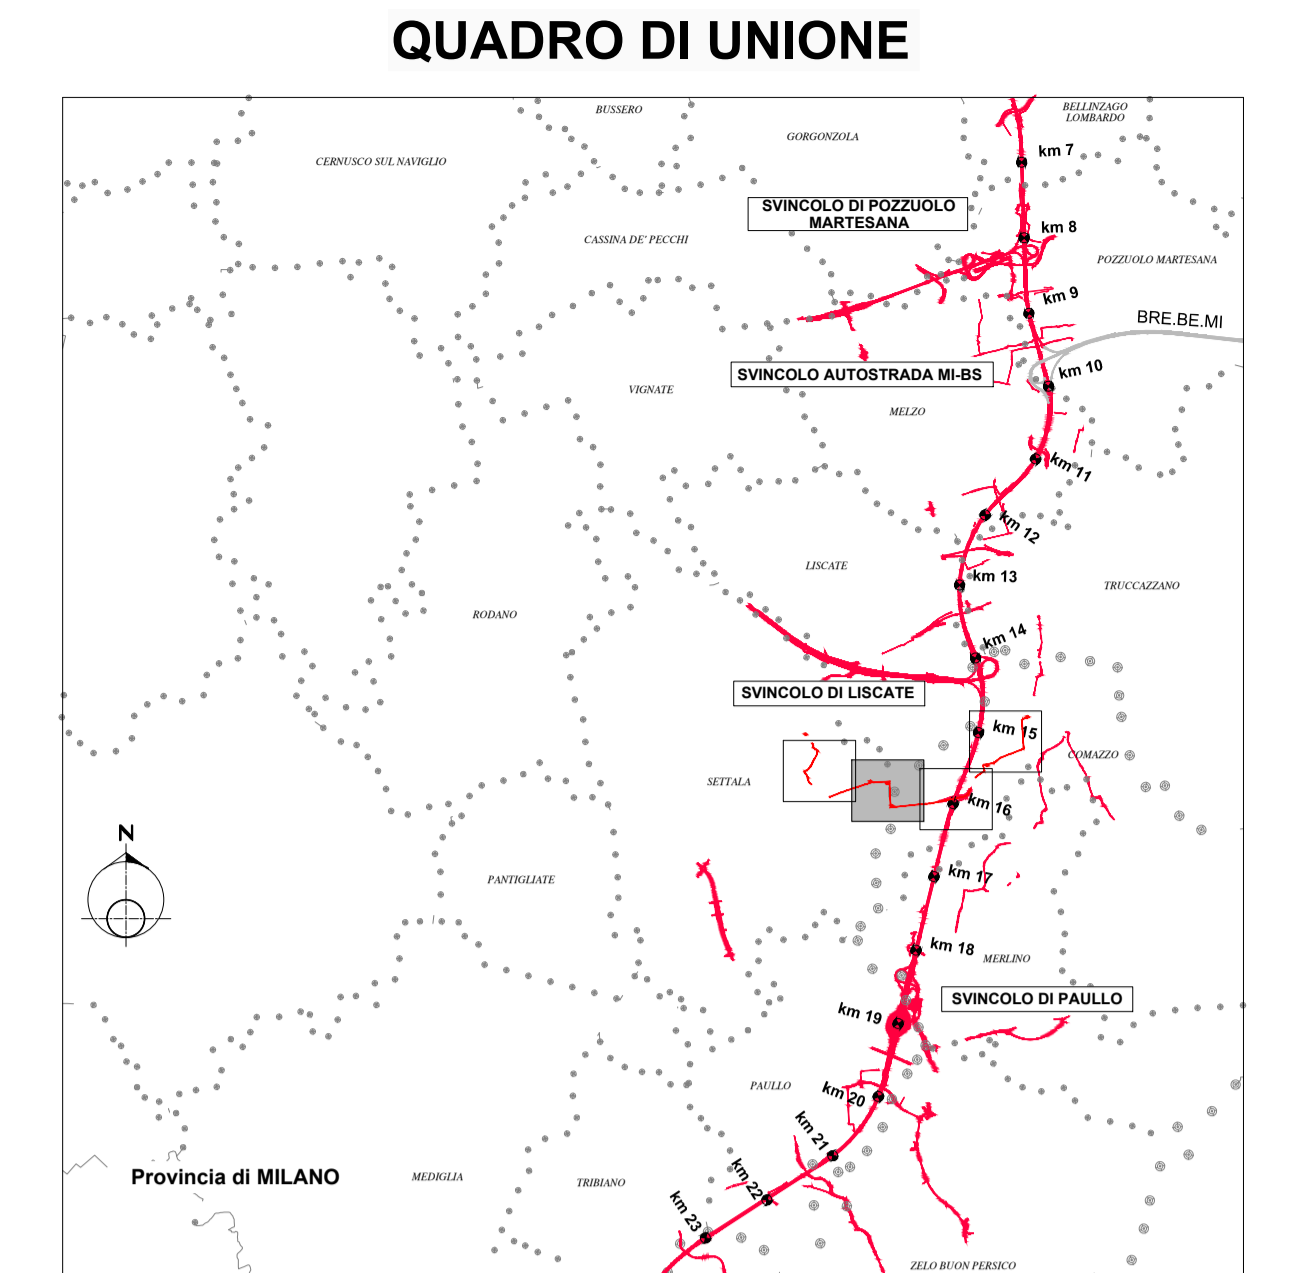 QUADRO DI UNIONE
BUSSERO
BELLINZAGO
LOMBARDO
GORGONZOLA
CERNUSCO SUL NAVIGLIO
km 7
SVINCOLO DI POZZUOLO
MARTESANA
km 8
CASSINA DE' PECCHI
POZZUOLO MARTESANA
km 9
BRE.BE.MI
SVINCOLO AUTOSTRADA MI-BS
km 10
VIGNATE
MELZO
km 11
km 12
LISCATE
km 13
TRUCCAZZANO
RODANO
km 14
SVINCOLO DI LISCATE
km 15
COMAZZO
SETTALA
km 16
N
PANTIGLIATE
km 17
km 18
MERLINO
SVINCOLO DI PAULLO
km 19
PAULLO
km 20
km 21
Provincia di MILANO
MEDIGLIA
TRIBIANO
km 22
km 23
ZELO BUON PERSICO